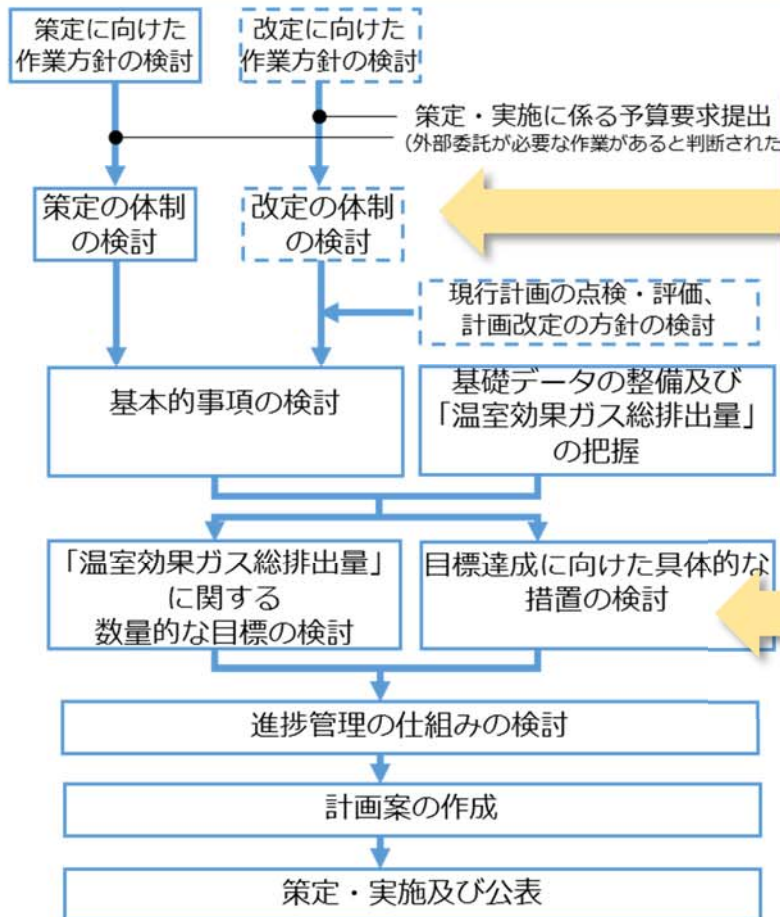 策定に向けた
作業方針の検討
改定に向けた
作業方針の検討
策定・実施に係る予算要求提出
（外部委託が必要な作業があると判断された
策定の体制
の検討
改定の体制
の検討
現行計画の点検・評価、
計画改定の方針の検討
基本的事項の検討
基礎データの整備及び
「温室効果ガス総排出量」
の把握
「温室効果ガス総排出量」
に関する
数量的な目標の検討
目標達成に向けた具体的な
措置の検討
進捗管理の仕組みの検討
計画案の作成
策定・実施及び公表